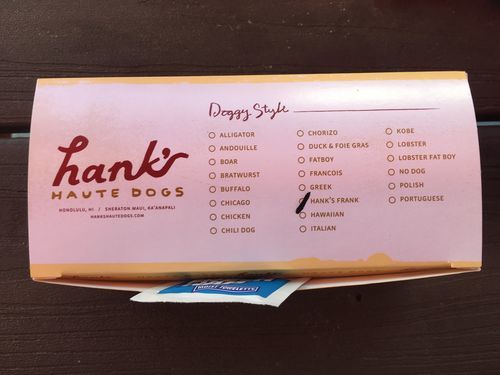 Doggy Style
hank's
HAUTE DOGS
HONOLULU, HI / SHERATON MAUI, KA'ANAPALI
HANKSHAUTEDOGS.COM
ALLIGATOR
ANDOUILLE
BOAR
BRATWURST
BUFFALO
CHICAGO
CHICKEN
CHILI DOG
CHORIZO
DUCK & FOIE GRAS
FATBOY
FRANCOIS
GREEK
HANK'S FRANK
HAWAIIAN
ITALIAN
KOBE
LOBSTER
LOBSTER FAT BOY
NO DOG
POLISH
PORTUGUESE
MOIST TOWELETTE